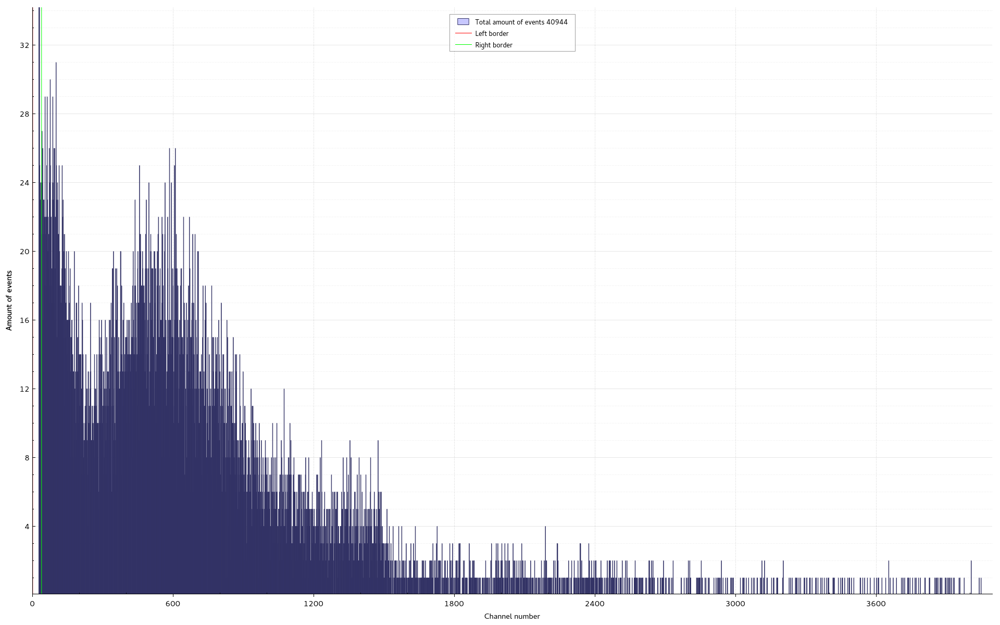 Total amount of events 40944
Left border
Right border
Amount of events
32
28
24
20
16
12
8
4
0 600 1200 1800 2400 3000 3600
Channel number